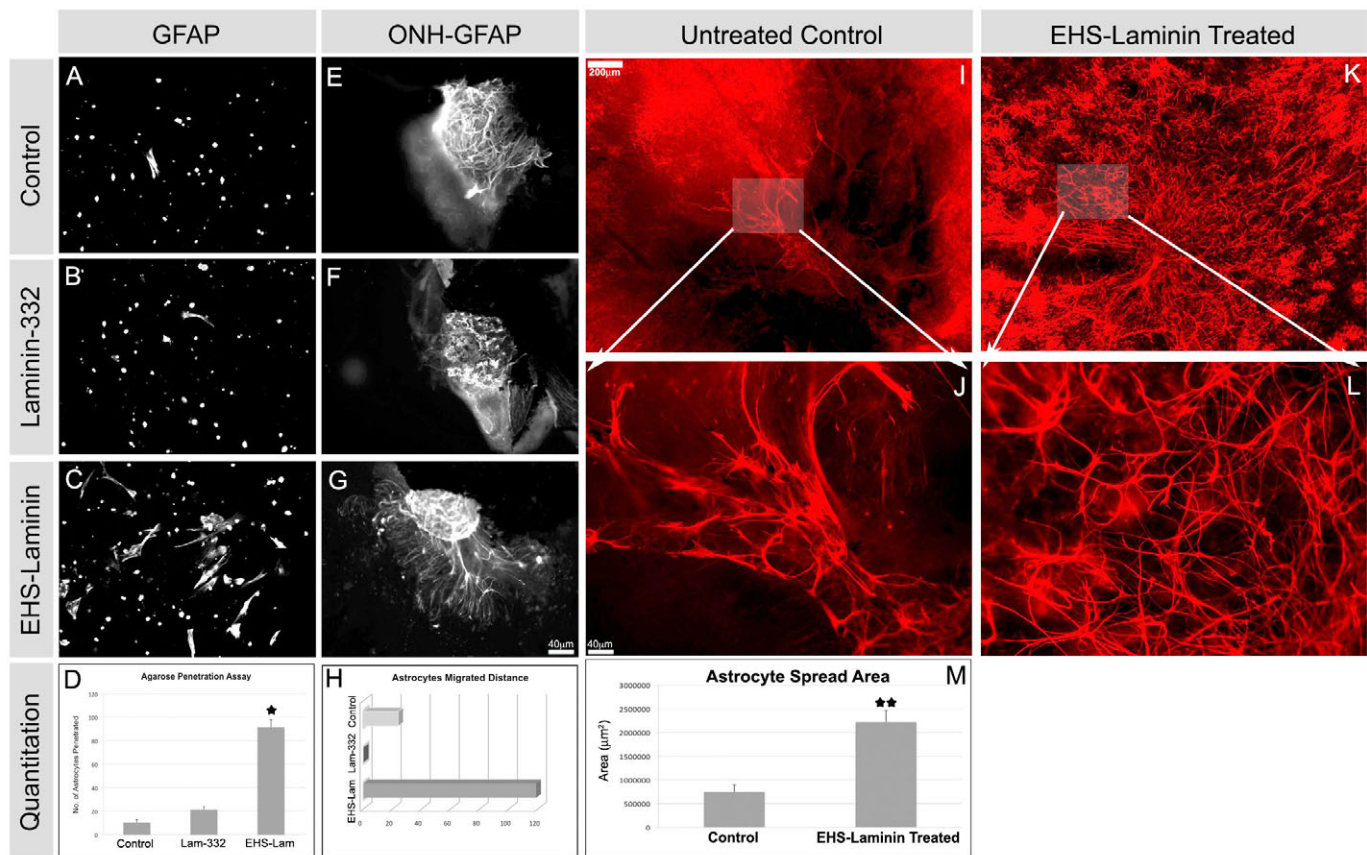 GFAP
ONH-GFAP
Untreated Control
EHS-Laminin Treated
Control
A
E
200µm
I
K
Laminin-332
B
F
J
L
EHS-Laminin
C
G
40µm
40µm
Quantitation
D
Agarose Penetration Assay
No. of Astrocytes Penetrated
120
100
80
60
40
20
0
Control Lam-332 EHS-Lam
H
Astrocytes Migrated Distance
Control
Lam-332
EHS-Lam
0 20 40 60 80 100 120
M
Astrocyte Spread Area
Area (µm²)
3000000
2500000
2000000
1500000
1000000
500000
0
Control EHS-Laminin Treated